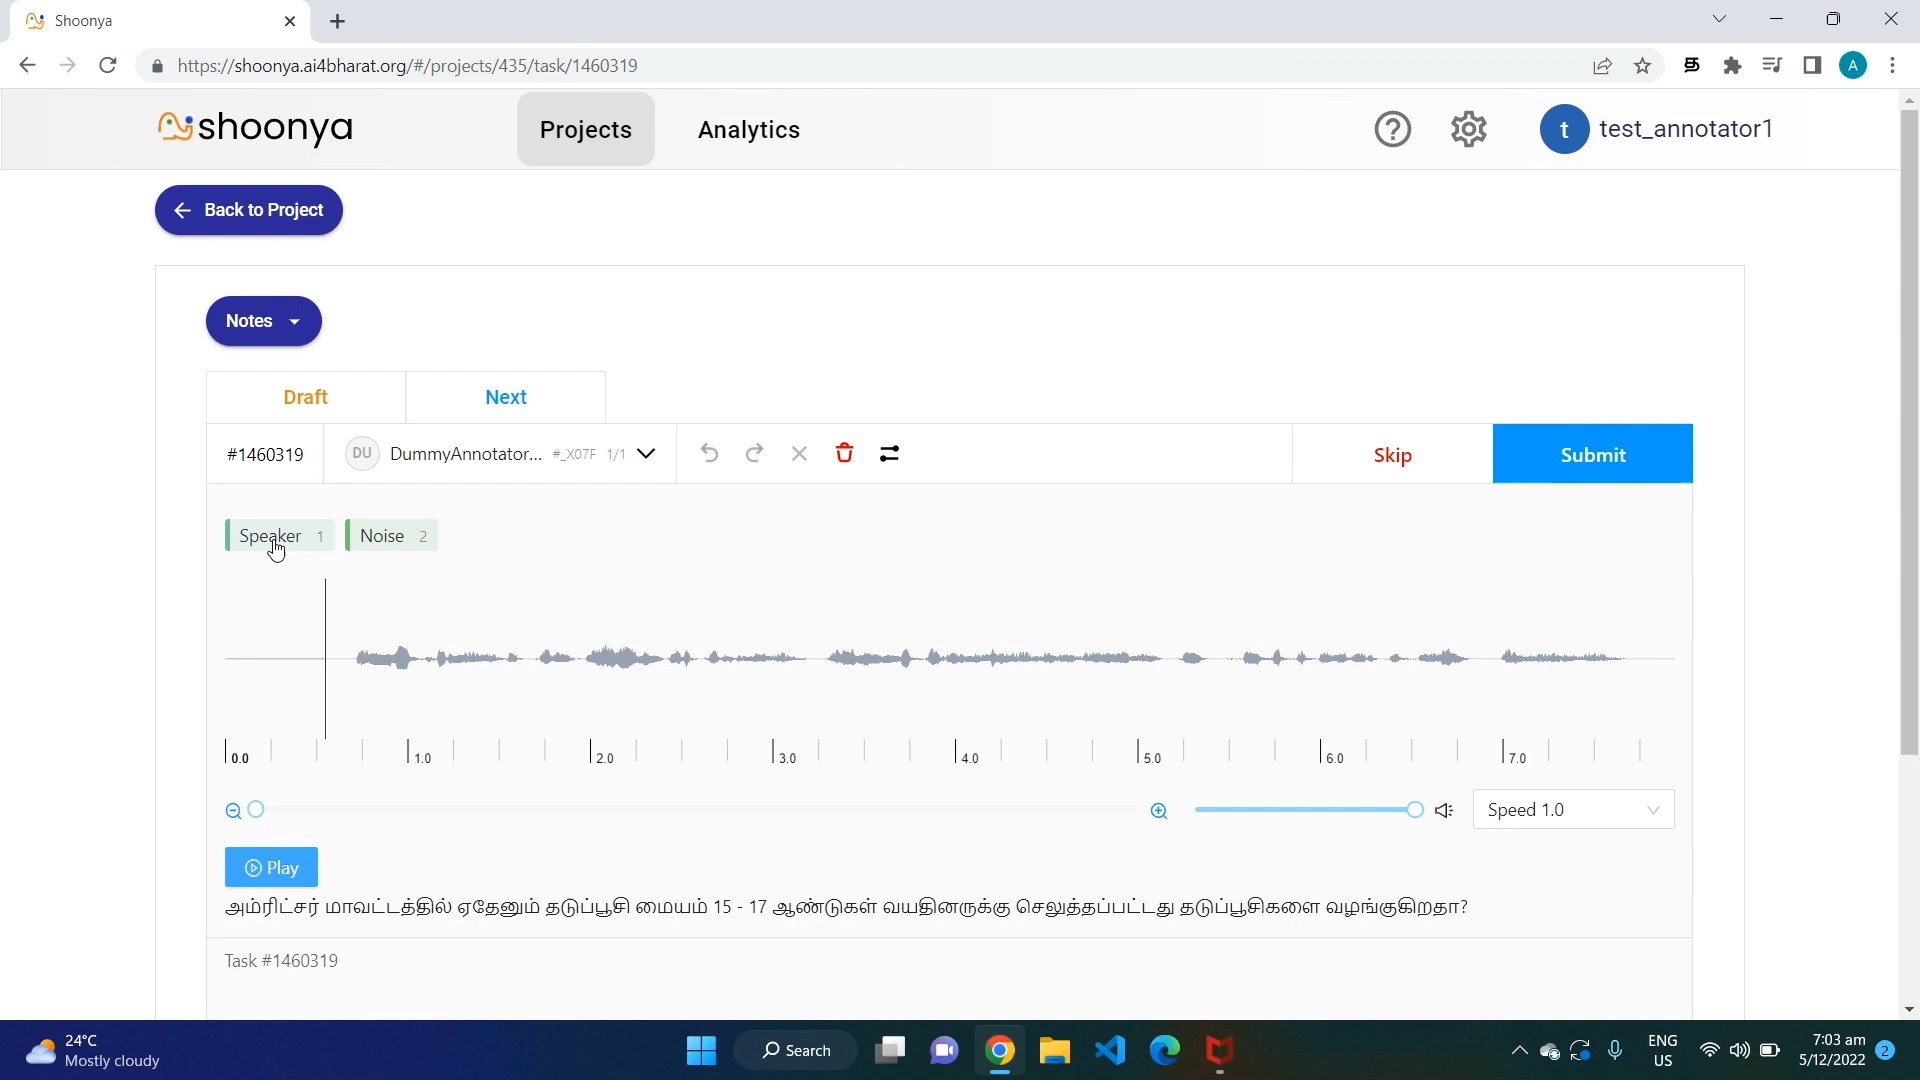 Shoonya
https://shoonya.ai4bharat.org/#/projects/435/task/1460319
A
shoonya
Projects
Analytics
t
test_annotator1
Back to Project
Notes
Draft
Next
#1460319
DU
DummyAnnotator... #_X07F 1/1
Skip
Submit
Speaker 1
Noise 2
0.0 1.0 2.0 3.0 4.0 5.0 6.0 7.0
Speed 1.0
Play
அம்ரிட்சர் மாவட்டத்தில் ஏதேனும் தடுப்பூசி மையம் 15 - 17 ஆண்டுகள் வயதினருக்கு செலுத்தப்பட்டது தடுப்பூசிகளை வழங்குகிறதா?
Task #1460319
24°C
Mostly cloudy
Search
ENG
US
7:03 am
5/12/2022
2